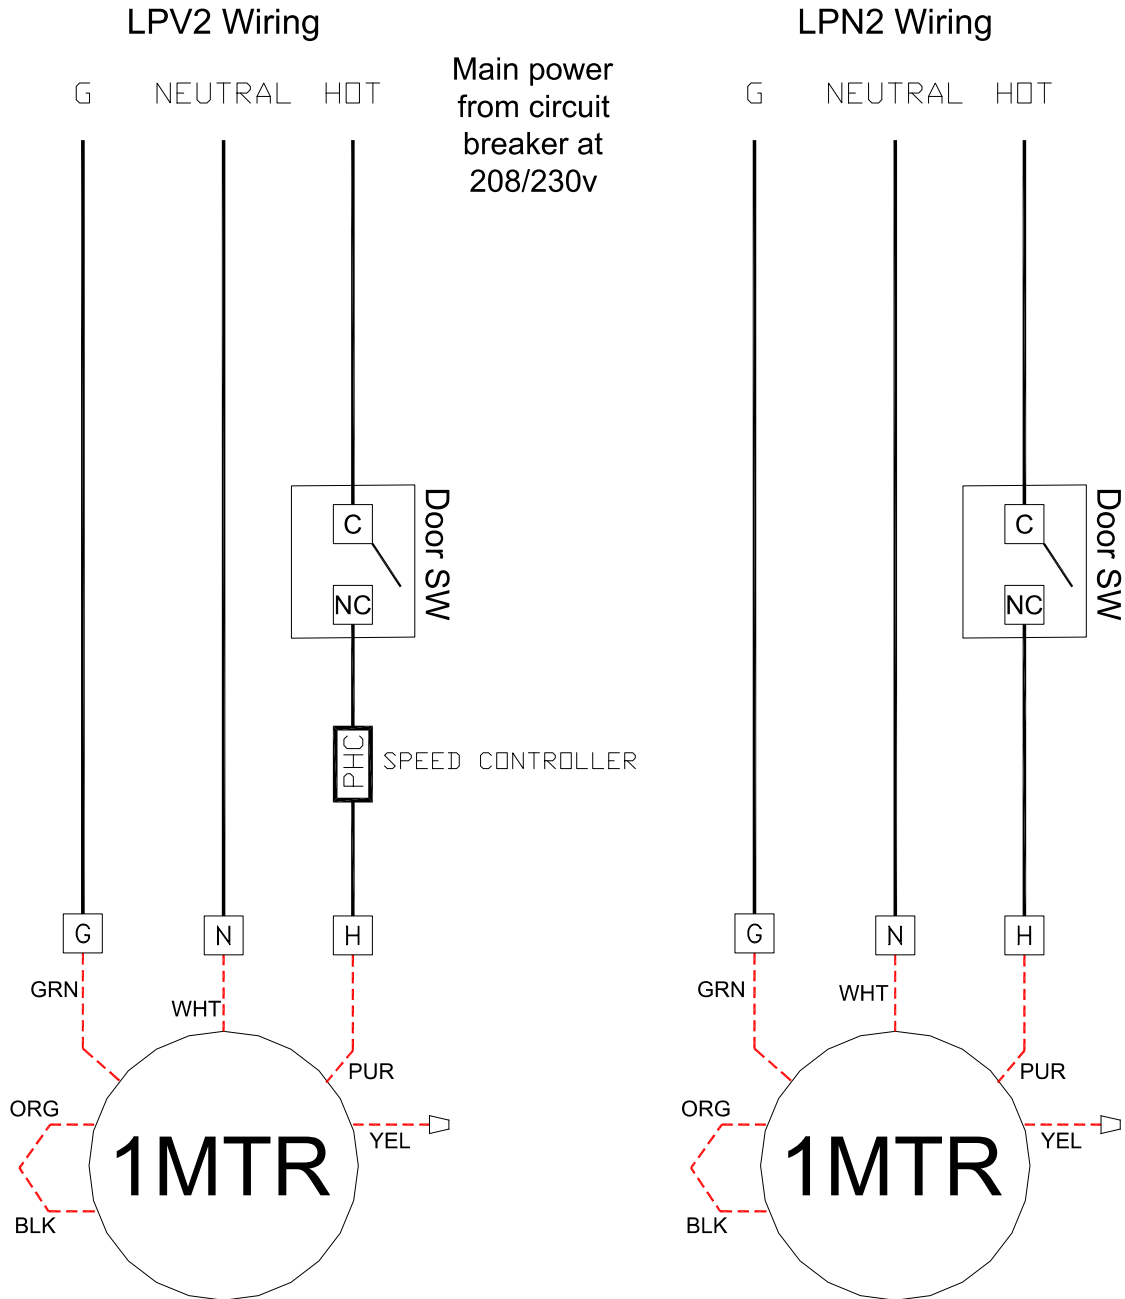 LPV2 Wiring
G NEUTRAL HOT
Main power
from circuit
breaker at
208/230v
C
NC
Door SW
PHC
SPEED CONTROLLER
G
N
H
GRN
WHT
PUR
ORG
YEL
1MTR
BLK
LPN2 Wiring
G NEUTRAL HOT
C
NC
Door SW
G
N
H
GRN
WHT
PUR
ORG
YEL
1MTR
BLK